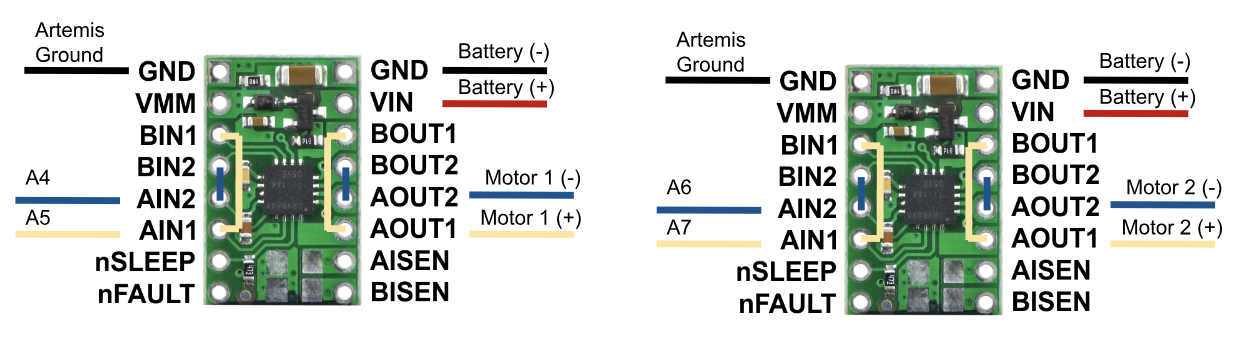 Artemis
Ground
GND
VMM
BIN1
BIN2
AIN2
AIN1
nSLEEP
nFAULT
A4
A5
GND
VIN
BOUT1
BOUT2
AOUT2
AOUT1
AISEN
BISEN
Battery (-)
Battery (+)
Motor 1 (-)
Motor 1 (+)
Artemis
Ground
GND
VMM
BIN1
BIN2
AIN2
AIN1
nSLEEP
nFAULT
A6
A7
GND
VIN
BOUT1
BOUT2
AOUT2
AOUT1
AISEN
BISEN
Battery (-)
Battery (+)
Motor 2 (-)
Motor 2 (+)